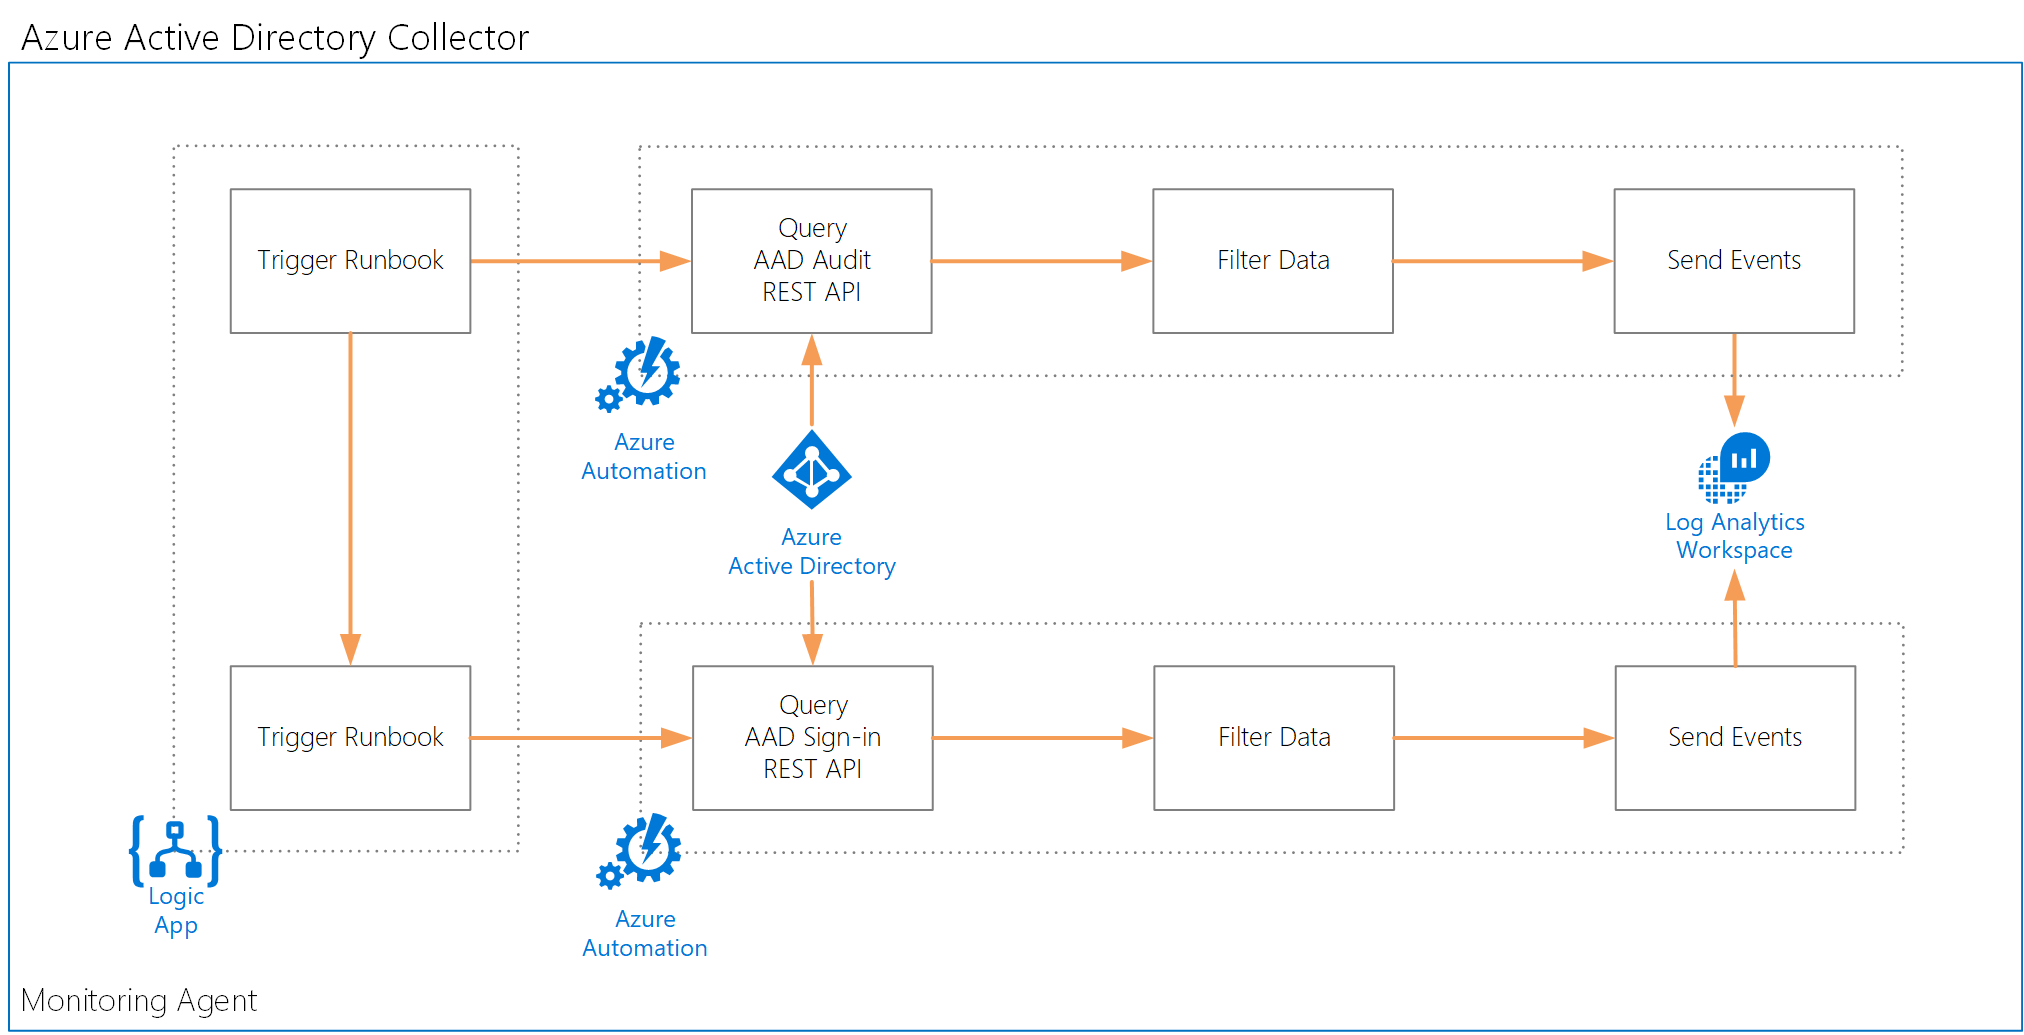 Azure Active Directory Collector
Trigger Runbook
Query
AAD Audit
REST API
Filter Data
Send Events
Azure
Automation
Azure
Active Directory
Log Analytics
Workspace
Trigger Runbook
Query
AAD Sign-in
REST API
Filter Data
Send Events
Logic
App
Azure
Automation
Monitoring Agent